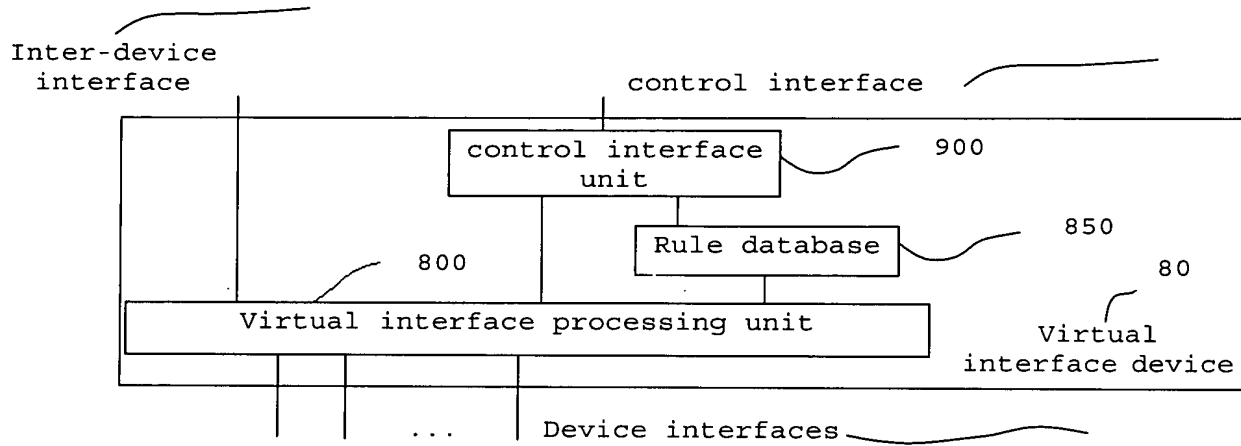 Inter-device
interface
control interface
control interface
unit
900
Rule database
850
800
80
Virtual interface processing unit
Virtual
interface device
... Device interfaces